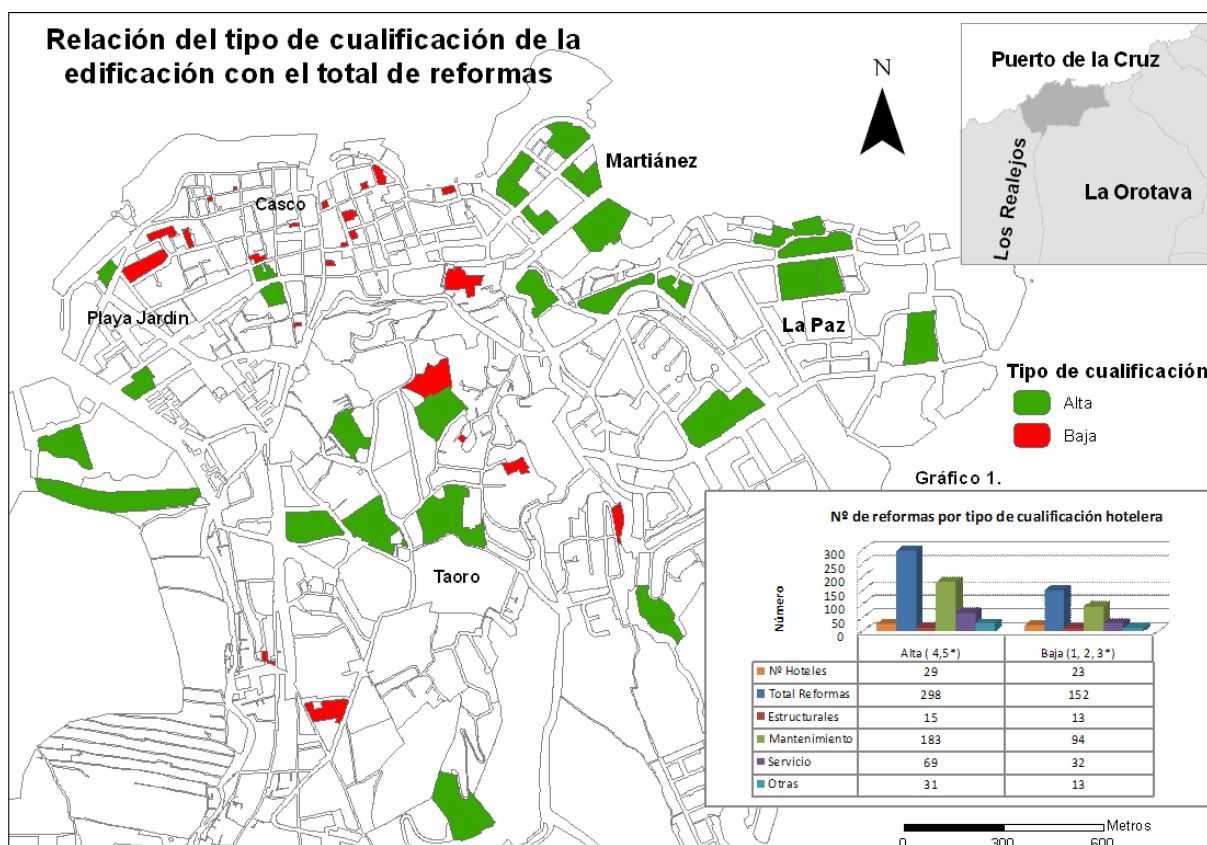 Relación del tipo de cualificación de la
edificación con el total de reformas
N
Puerto de la Cruz
Los Realejos
La Orotava
Martiánez
Casco
Playa Jardín
La Paz
Taoro
Tipo de cualificación
Alta
Baja
Gráfico 1.
Nº de reformas por tipo de cualificación hotelera
Número
300
250
200
150
100
50
0
Alta ( 4,5*) Baja (1, 2, 3*)
Nº Hoteles 29 23
Total Reformas 298 152
Estructurales 15 13
Mantenimiento 183 94
Servicio 69 32
Otras 31 13
Metros
0 300 600